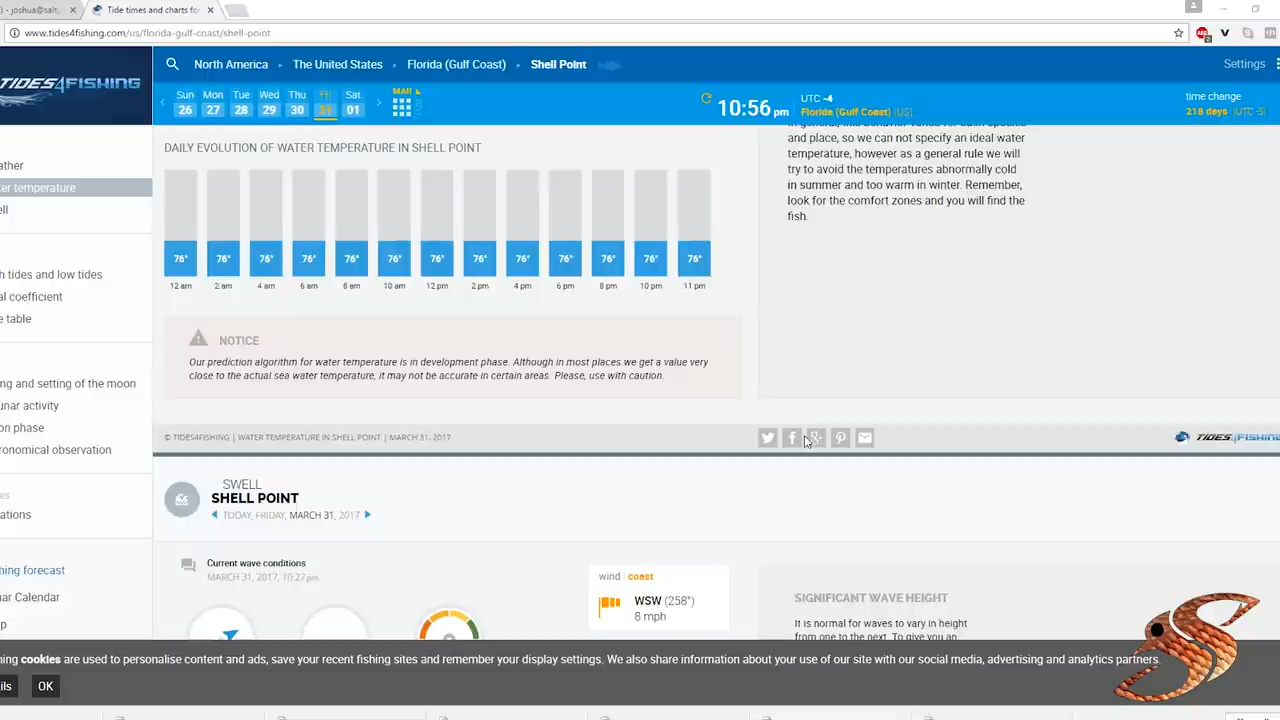 ) - joshua@salt
Tide times and charts fo
www.tides4fishing.com/us/florida-gulf-coast/shell-point
TIDES4FISHING
North America
The United States
Florida (Gulf Coast)
Shell Point
Settings
Sun Mon Tue Wed Thu Fri Sat
26 27 28 29 30 31 01
MAR
10:56 pm
UTC -4
Florida (Gulf Coast) (US)
time change
218 days (UTC -5)
ather
er temperature
ell
h tides and low tides
al coefficient
e table
ng and setting of the moon
unar activity
on phase
ronomical observation
es
ations
hing forecast
nar Calendar
p
DAILY EVOLUTION OF WATER TEMPERATURE IN SHELL POINT
76° 76° 76° 76° 76° 76° 76° 76° 76° 76° 76° 76° 76°
12 am 2 am 4 am 6 am 8 am 10 am 12 pm 2 pm 4 pm 6 pm 8 pm 10 pm 11 pm
and place, so we can not specify an ideal water
temperature, however as a general rule we will
try to avoid the temperatures abnormally cold
in summer and too warm in winter. Remember,
look for the comfort zones and you will find the
fish.
NOTICE
Our prediction algorithm for water temperature is in development phase. Although in most places we get a value very
close to the actual sea water temperature, it may not be accurate in certain areas. Please, use with caution.
© TIDES4FISHING | WATER TEMPERATURE IN SHELL POINT | MARCH 31, 2017
TIDES4FISHING
SWELL
SHELL POINT
TODAY, FRIDAY, MARCH 31, 2017
Current wave conditions
MARCH 31, 2017, 10:27 pm
wind | coast
WSW (258°)
8 mph
SIGNIFICANT WAVE HEIGHT
It is normal for waves to vary in height
from one to the next. To give you an
hing cookies are used to personalise content and ads, save your recent fishing sites and remember your display settings. We also share information about your use of our site with our social media, advertising and analytics partners.
ils
OK